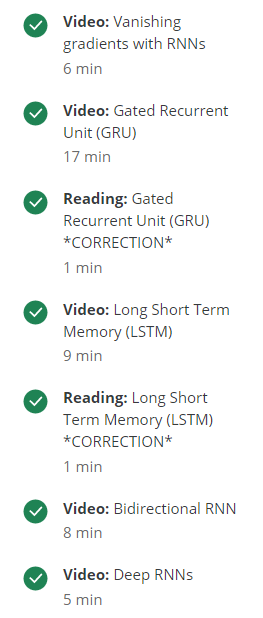 Video: Vanishing
gradients with RNNs
6 min
Video: Gated Recurrent
Unit (GRU)
17 min
Reading: Gated
Recurrent Unit (GRU)
*CORRECTION*
1 min
Video: Long Short Term
Memory (LSTM)
9 min
Reading: Long Short
Term Memory (LSTM)
*CORRECTION*
1 min
Video: Bidirectional RNN
8 min
Video: Deep RNNs
5 min